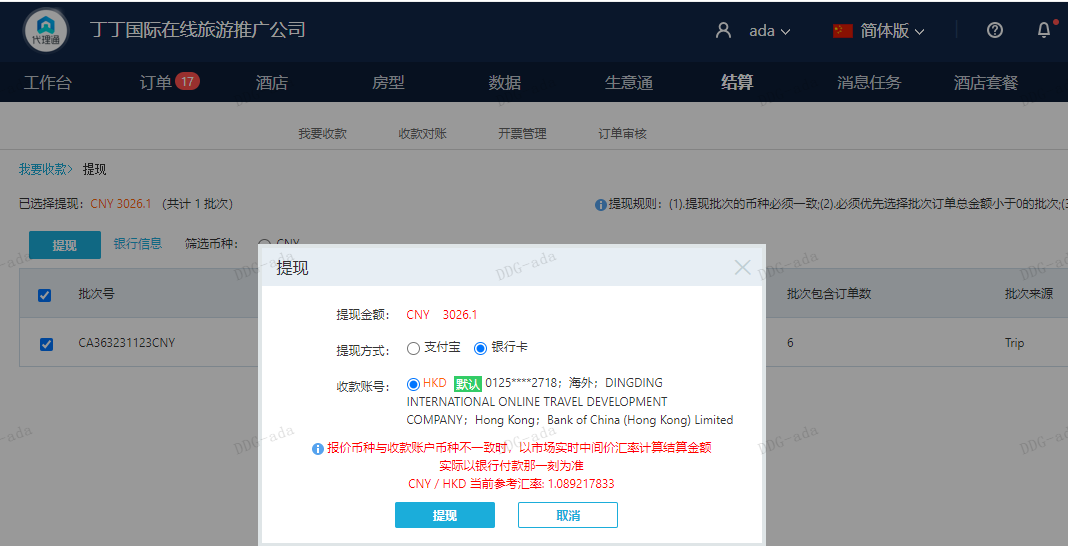 代理通
丁丁国际在线旅游推广公司
ada
简体版
工作台
订单 17
酒店
房型
数据
生意通
结算
消息任务
酒店套餐
我要收款
收款对账
开票管理
订单审核
我要收款> 提现
已选择提现: CNY 3026.1 (共计 1 批次)
提现规则: (1).提现批次的币种必须一致;(2).必须优先选择批次订单总金额小于0的批次;(3
提现
银行信息
筛选币种:
CNY
批次号
批次包含订单数
批次来源
CA363231123CNY
6
Trip
提现
提现金额: CNY 3026.1
提现方式: 支付宝 银行卡
收款账号: HKD 默认 0125****2718; 海外; DINGDING
INTERNATIONAL ONLINE TRAVEL DEVELOPMENT
COMPANY; Hong Kong; Bank of China (Hong Kong) Limited
报价币种与收款账户币种不一致时，以市场实时中间价汇率计算结算金额
实际以银行付款那一刻为准
CNY / HKD 当前参考汇率: 1.089217833
提现
取消
DDG-ada